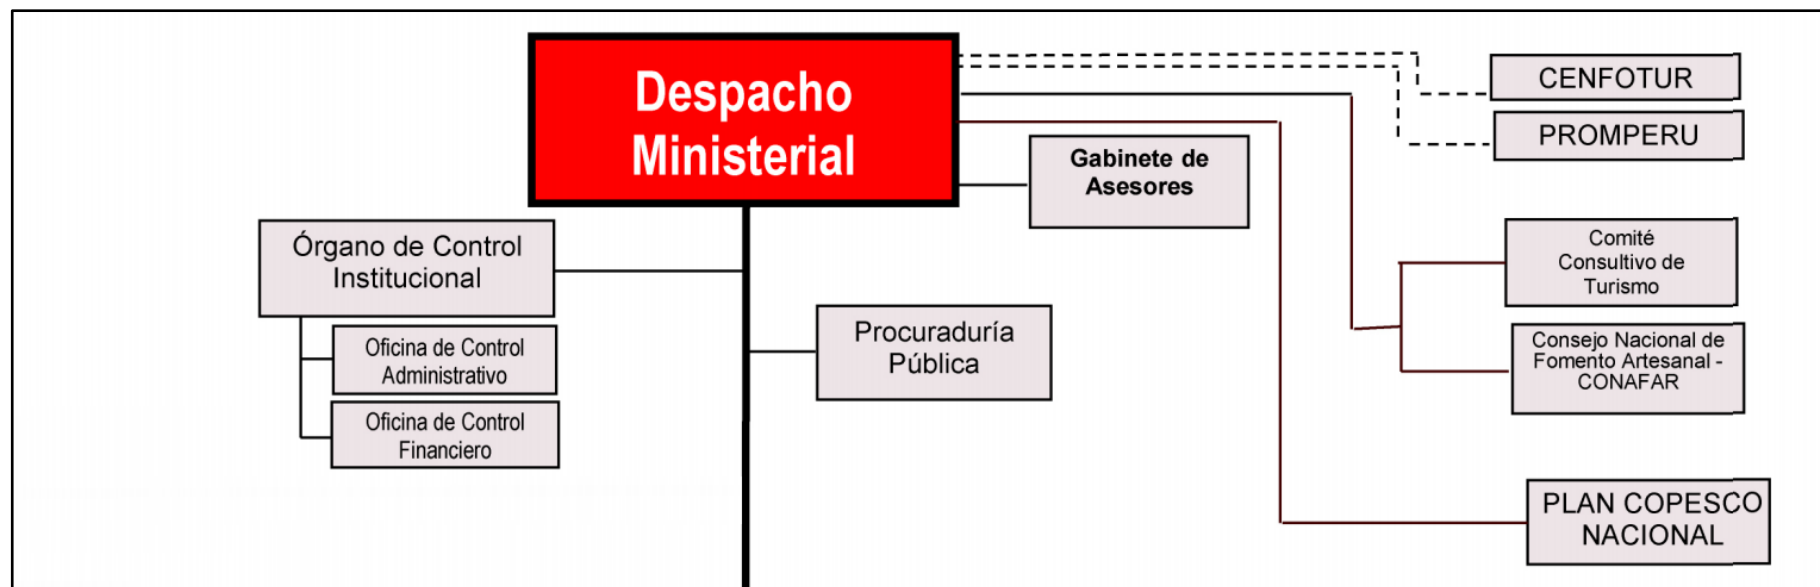 Despacho
Ministerial
CENFOTUR
PROMPERU
Gabinete de
Asesores
Órgano de Control
Institucional
Comité
Consultivo de
Turismo
Procuraduría
Pública
Oficina de Control
Administrativo
Consejo Nacional de
Fomento Artesanal -
CONAFAR
Oficina de Control
Financiero
PLAN COPESCO
NACIONAL